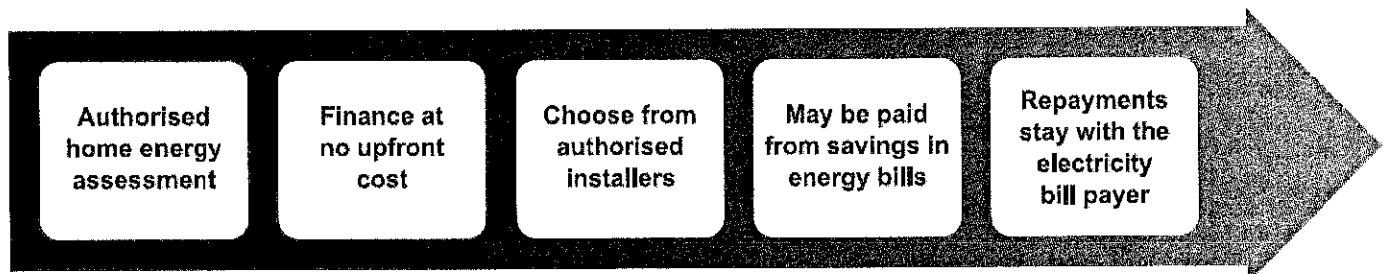 Authorised
home energy
assessment
Finance at
no upfront
cost
Choose from
authorised
installers
May be paid
from savings in
energy bills
Repayments
stay with the
electricity
bill payer